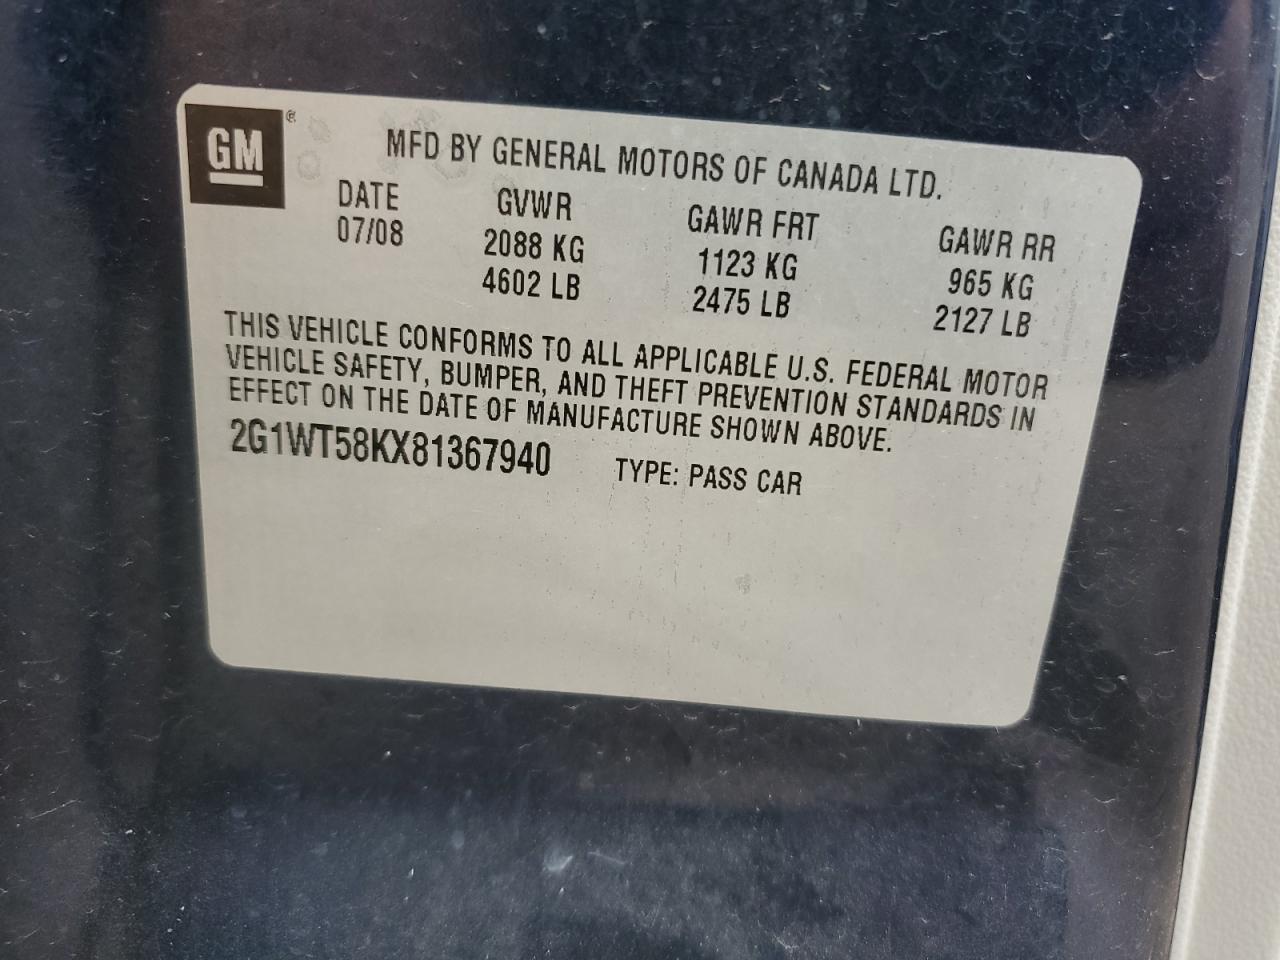 GM ®
MFD BY GENERAL MOTORS OF CANADA LTD.
DATE GVWR GAWR FRT GAWR RR
07/08 2088 KG 1123 KG 965 KG
4602 LB 2475 LB 2127 LB
THIS VEHICLE CONFORMS TO ALL APPLICABLE U.S. FEDERAL MOTOR
VEHICLE SAFETY, BUMPER, AND THEFT PREVENTION STANDARDS IN
EFFECT ON THE DATE OF MANUFACTURE SHOWN ABOVE.
2G1WT58KX81367940 TYPE: PASS CAR